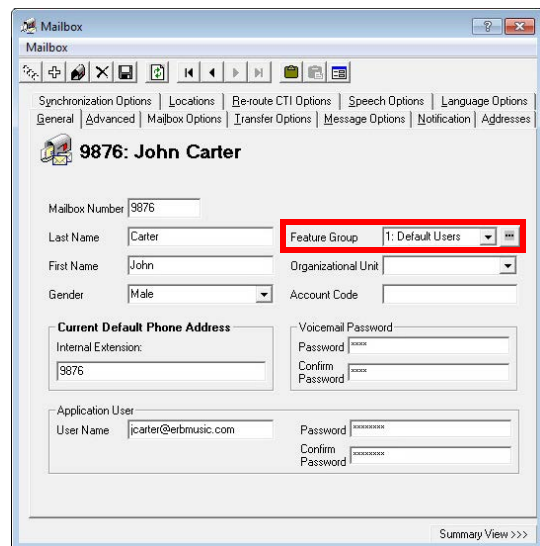 Mailbox
Mailbox
Synchronization Options Locations Re-route CTI Options Speech Options Language Options
General Advanced Mailbox Options Transfer Options Message Options Notification Addresses
9876: John Carter
Mailbox Number 9876
Last Name Carter Feature Group 1: Default Users
First Name John Organizational Unit
Gender Male Account Code
Current Default Phone Address Voicemail Password
Internal Extension: Password ****
9876 Confirm Password ****
Application User
User Name jcarter@erbmusic.com Password ********
Confirm Password ********
Summary View >>>